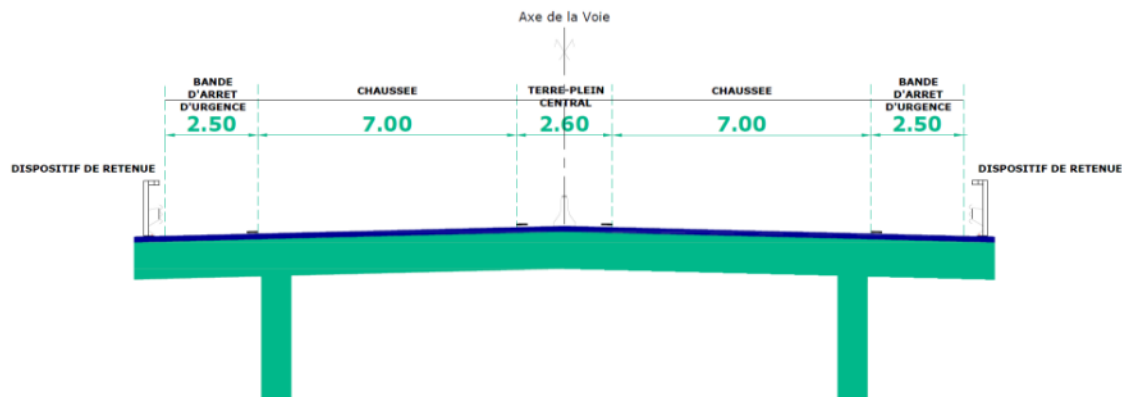 Axe de la Voie
BANDE
D'ARRET
D'URGENCE
2.50
CHAUSSEE
7.00
TERRE-PLEIN
CENTRAL
2.60
CHAUSSEE
7.00
BANDE
D'ARRET
D'URGENCE
2.50
DISPOSITIF DE RETENUE
DISPOSITIF DE RETENUE